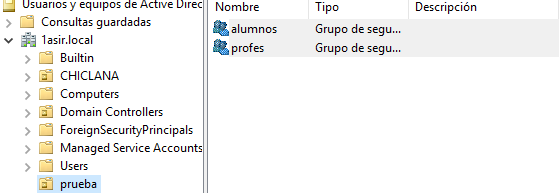 Usuarios y equipos de Active Direc
Nombre Tipo Descripción
Consultas guardadas
1asir.local
Builtin
CHICLANA
Computers
Domain Controllers
ForeignSecurityPrincipals
Managed Service Accounts
Users
prueba
alumnos Grupo de segu...
profes Grupo de segu...